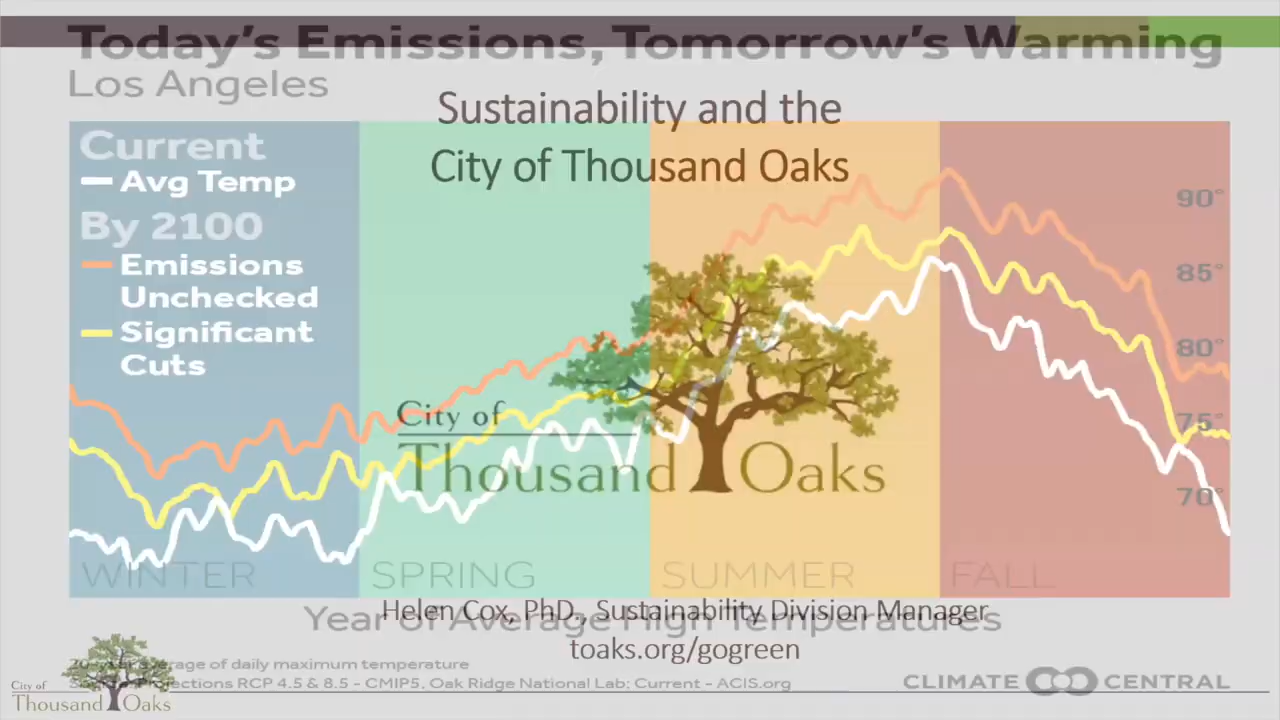 Today's Emissions, Tomorrow's Warming
Los Angeles
Sustainability and the
City of Thousand Oaks
Current
Avg Temp
By 2100
Emissions
Unchecked
Significant
Cuts
90°
85°
80°
75°
70°
City of
Thousand Oaks
WINTER
SPRING
SUMMER
FALL
Helen Cox, PhD., Sustainability Division Manager
Year of Average High Temperatures
toaks.org/gogreen
average of daily maximum temperature
Projections RCP 4.5 & 8.5 - CMIP5, Oak Ridge National Lab; Current - ACIS.org
CLIMATE CENTRAL
City of
Thousand Oaks